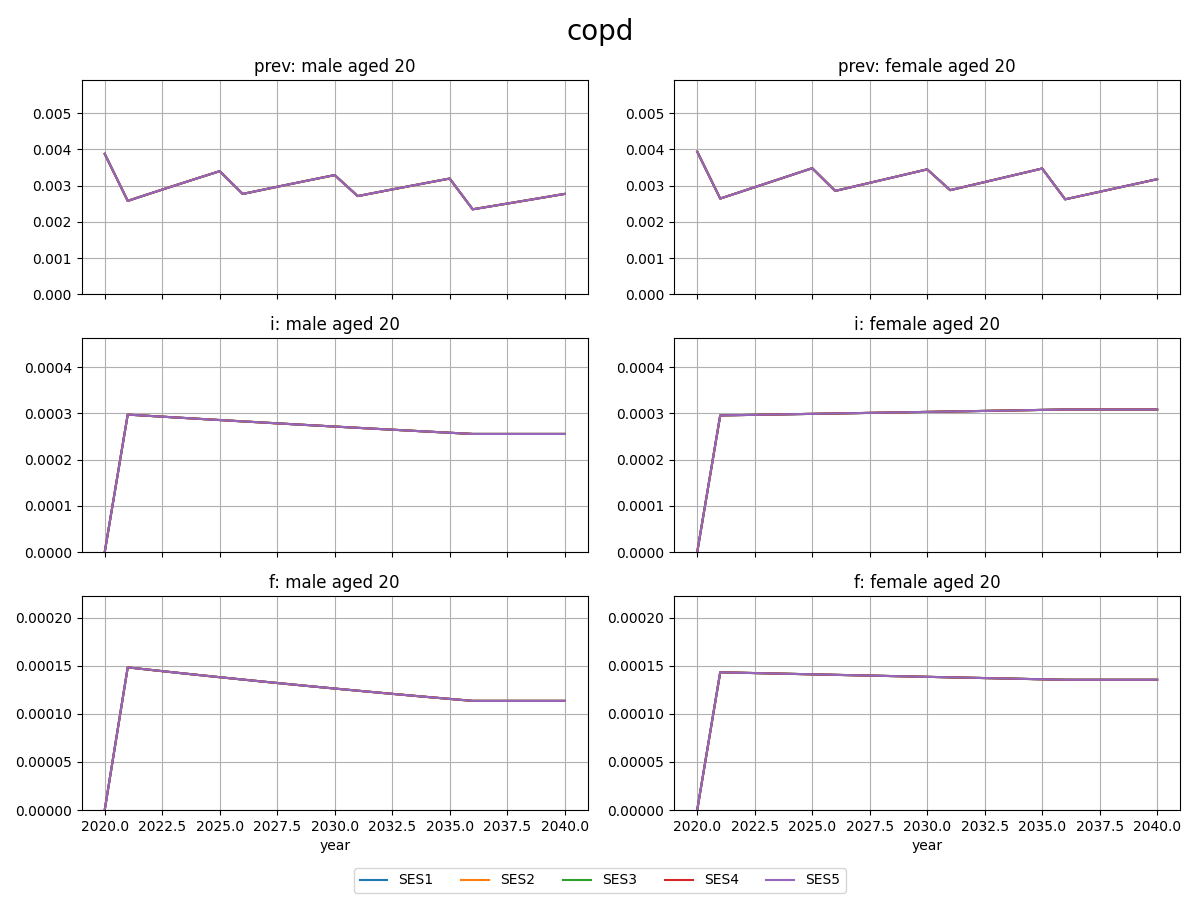 copd
prev: male aged 20
prev: female aged 20
0.005
0.004
0.003
0.002
0.001
0.000
0.005
0.004
0.003
0.002
0.001
0.000
i: male aged 20
i: female aged 20
0.0004
0.0003
0.0002
0.0001
0.0000
0.0004
0.0003
0.0002
0.0001
0.0000
f: male aged 20
f: female aged 20
0.00020
0.00015
0.00010
0.00005
0.00000
0.00020
0.00015
0.00010
0.00005
0.00000
2020.0 2022.5 2025.0 2027.5 2030.0 2032.5 2035.0 2037.5 2040.0
year
2020.0 2022.5 2025.0 2027.5 2030.0 2032.5 2035.0 2037.5 2040.0
year
SES1 SES2 SES3 SES4 SES5